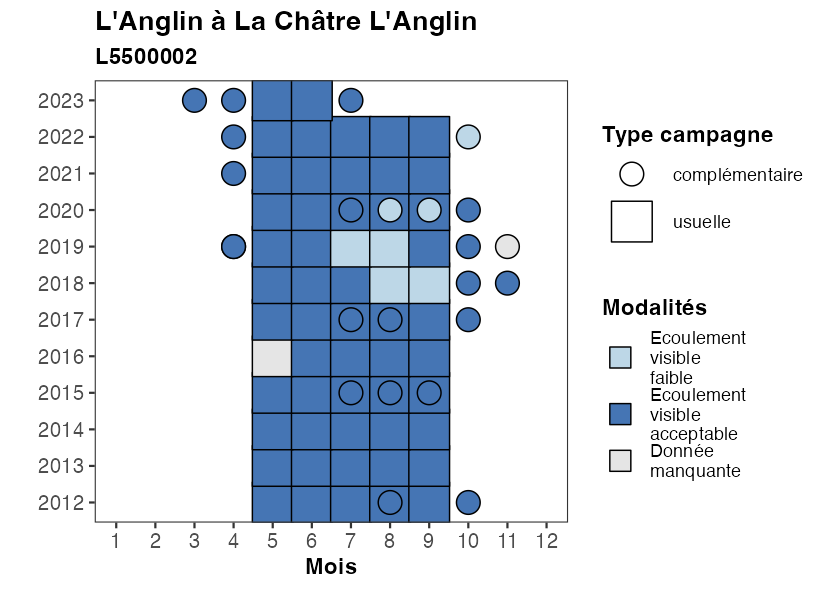 L'Anglin à La Châtre L'Anglin
L5500002
2023
2022
2021
2020
2019
2018
2017
2016
2015
2014
2013
2012
1 2 3 4 5 6 7 8 9 10 11 12
Mois
Type campagne
complémentaire
usuelle
Modalités
Ecoulement
visible
faible
Ecoulement
visible
acceptable
Donnée
manquante